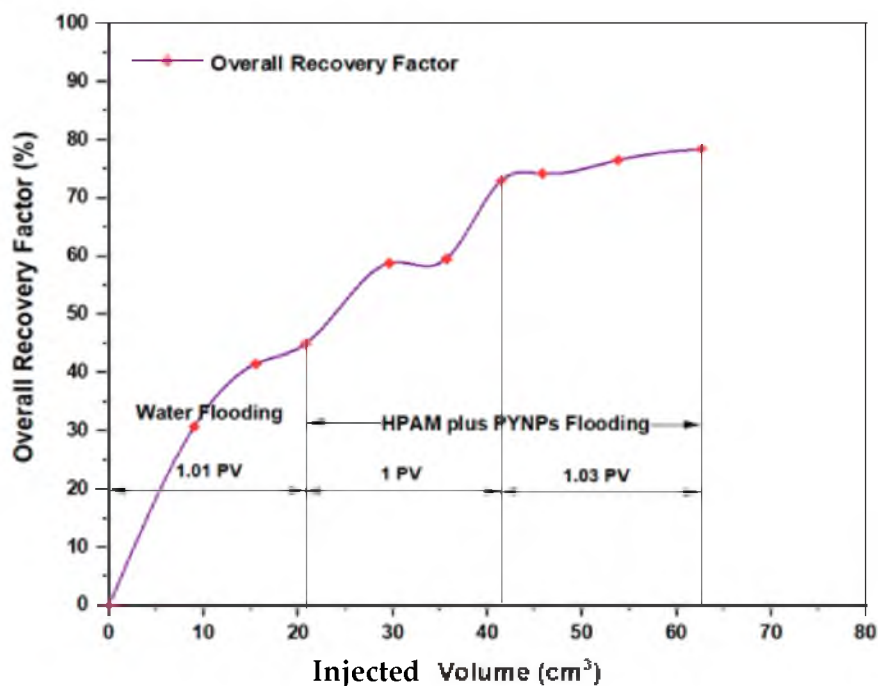 Overall Recovery Factor (%)
100
90
80
70
60
50
40
30
20
10
0
Overall Recovery Factor
Water Flooding
HPAM plus PYNPs Flooding
1.01 PV
1 PV
1.03 PV
0 10 20 30 40 50 60 70 80
Injected Volume (cm³)